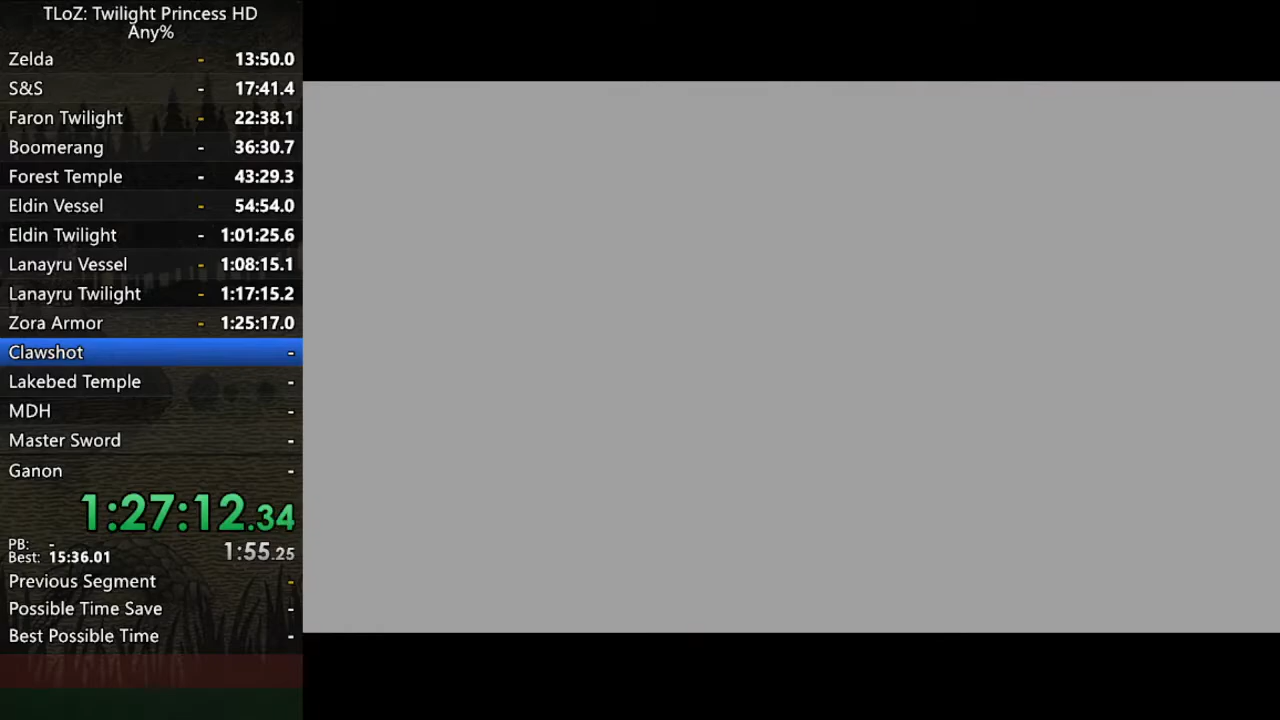 TLoZ: Twilight Princess HD
Any%
Zelda - 13:50.0
S&S - 17:41.4
Faron Twilight - 22:38.1
Boomerang - 36:30.7
Forest Temple - 43:29.3
Eldin Vessel - 54:54.0
Eldin Twilight - 1:01:25.6
Lanayru Vessel - 1:08:15.1
Lanayru Twilight - 1:17:15.2
Zora Armor - 1:25:17.0
Clawshot -
Lakebed Temple -
MDH -
Master Sword -
Ganon -
1:27:12.34
PB: -
Best: 15:36.01 1:55.25
Previous Segment -
Possible Time Save -
Best Possible Time -